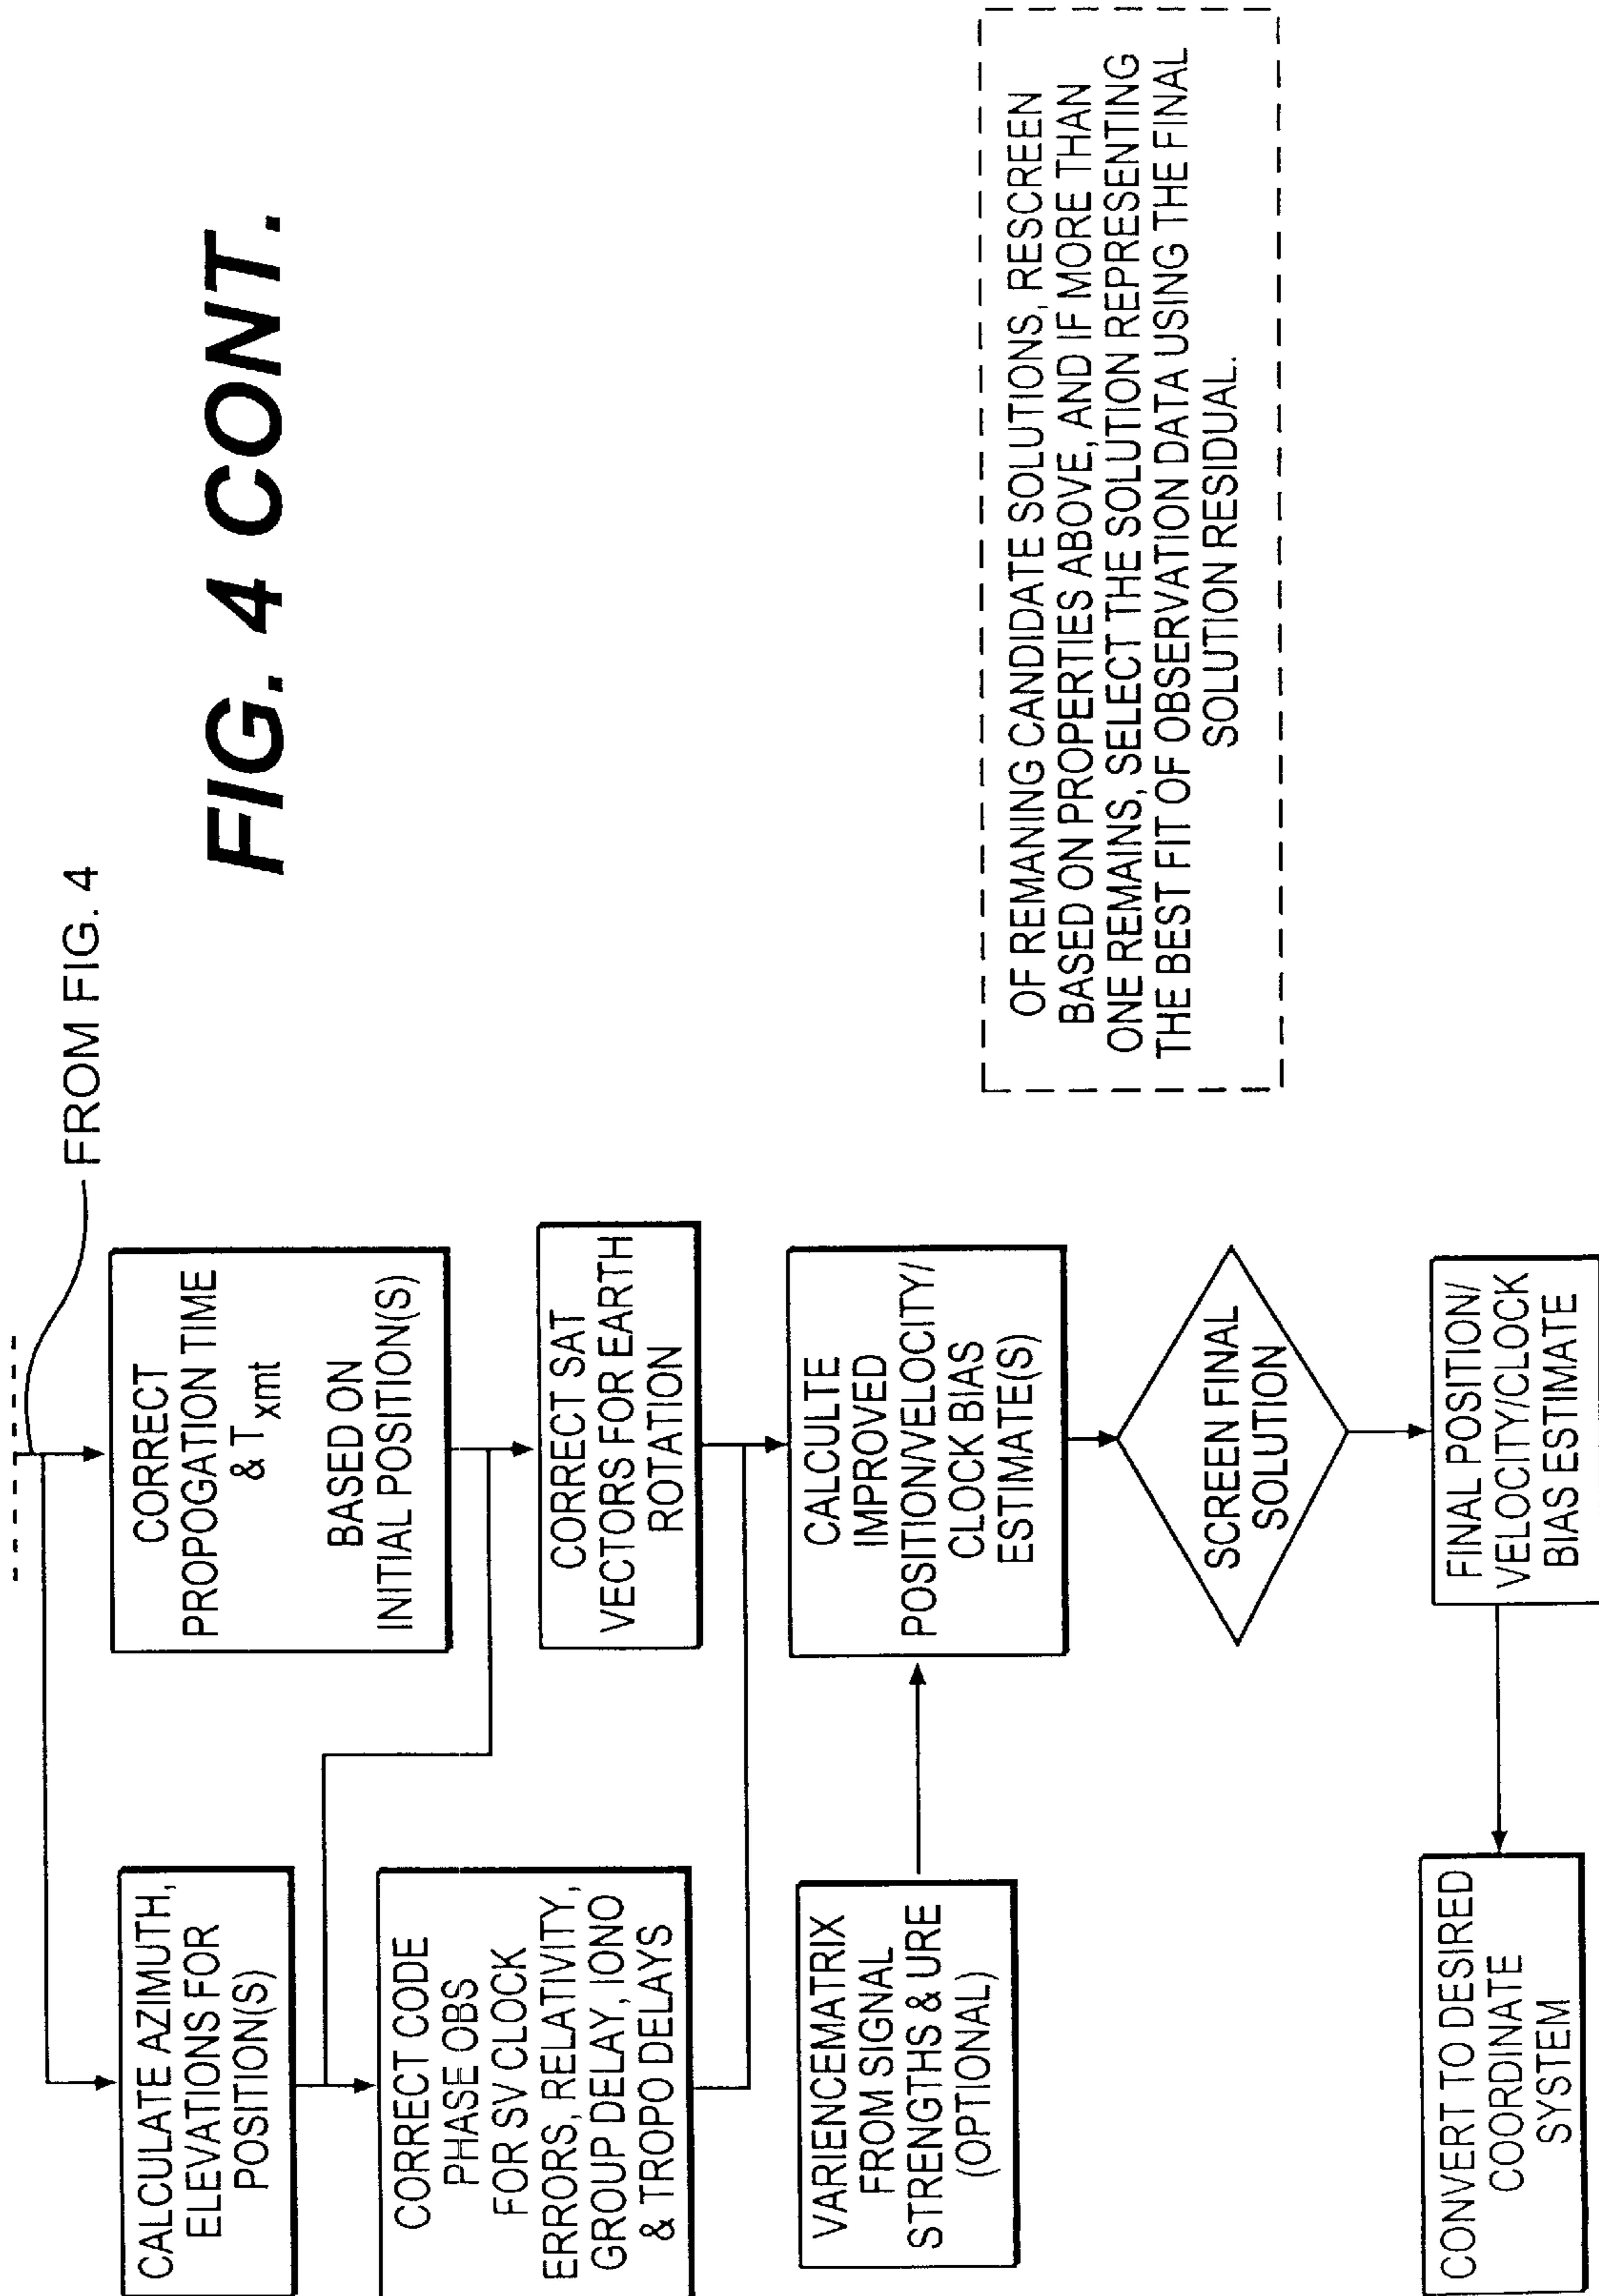 FIG. 4 CONT.
FROM FIG. 4
CALCULATE AZIMUTH,
ELEVATIONS FOR
POSITION(S)
CORRECT
PROPOGATION TIME
& Txmt
BASED ON
INITIAL POSITION(S)
CORRECT CODE
PHASE OBS
FOR SV CLOCK
ERRORS, RELATIVITY,
GROUP DELAY, IONO
& TROPO DELAYS
CORRECT SAT
VECTORS FOR EARTH
ROTATION
VARIENCEMATRIX
FROM SIGNAL
STRENGTHS & URE
(OPTIONAL)
CALCULTE
IMPROVED
POSITION/VELOCITY/
CLOCK BIAS
ESTIMATE(S)
SCREEN FINAL
SOLUTION
OF REMAINING CANDIDATE SOLUTIONS, RESCREEN
BASED ON PROPERTIES ABOVE, AND IF MORE THAN
ONE REMAINS, SELECT THE SOLUTION REPRESENTING
THE BEST FIT OF OBSERVATION DATA USING THE FINAL
SOLUTION RESIDUAL.
FINAL POSITION/
VELOCITY/CLOCK
BIAS ESTIMATE
CONVERT TO DESIRED
COORDINATE
SYSTEM